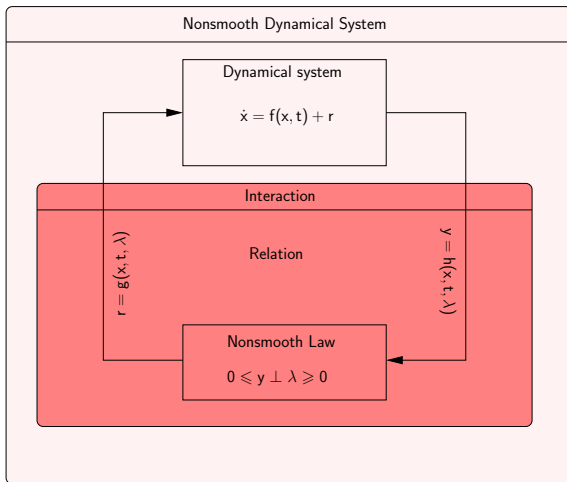 Nonsmooth Dynamical System
Dynamical system
ẋ = f(x, t) + r
Interaction
Relation
r = g(x, t, λ)
y = h(x, t, λ)
Nonsmooth Law
0 ⩽ y ⊥ λ ⩾ 0